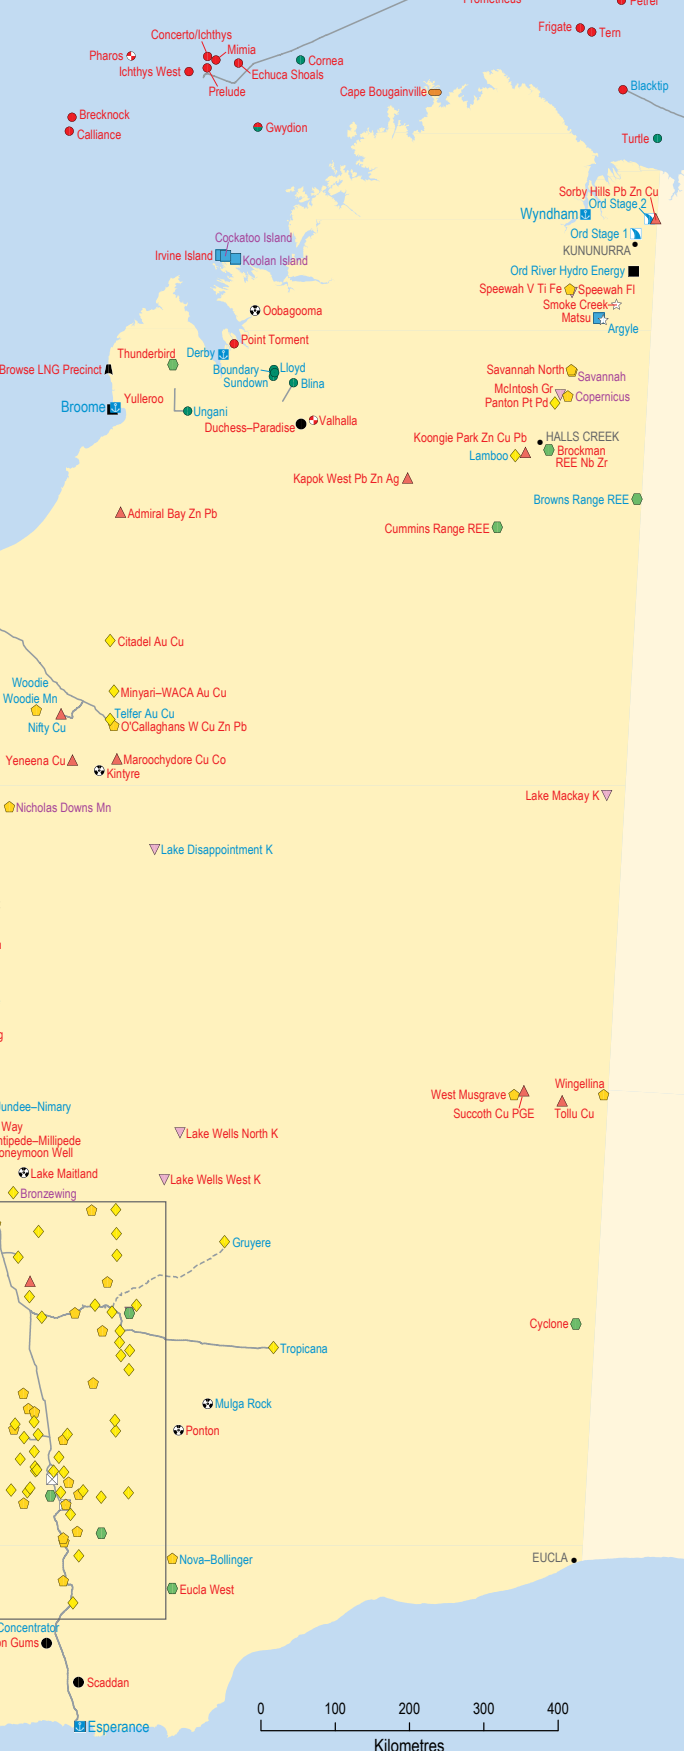 Prometheus
Petrel
Frigate
Tern
Concerto/Ichthys
Mimia
Pharos
Ichthys West
Echuca Shoals
Cornea
Prelude
Cape Bougainville
Blacktip
Brecknock
Calliance
Gwydion
Turtle
Sorby Hills Pb Zn Cu
Ord Stage 2
Wyndham
Ord Stage 1
KUNUNURRA
Cockatoo Island
Irvine Island
Koolan Island
Ord River Hydro Energy
Speewah V Ti Fe
Speewah Fl
Smoke Creek
Matsu
Argyle
Oobagooma
Point Torment
Thunderbird
Derby
Browse LNG Precinct
Boundary
Lloyd
Sundown
Blina
Savannah North
Savannah
McIntosh Gr
Copernicus
Panton Pt Pd
Yulleroo
Broome
Ungani
Duchess–Paradise
Valhalla
Koongie Park Zn Cu Pb
HALLS CREEK
Lamboo
Brockman
REE Nb Zr
Kapok West Pb Zn Ag
Browns Range REE
Admiral Bay Zn Pb
Cummins Range REE
Citadel Au Cu
Woodie
Woodie Mn
Minyari–WACA Au Cu
Telfer Au Cu
Nifty Cu
O'Callaghans W Cu Zn Pb
Yeneena Cu
Maroochydore Cu Co
Kintyre
Lake Mackay K
Nicholas Downs Mn
Lake Disappointment K
West Musgrave
Wingellina
Succoth Cu PGE
Tollu Cu
undee–Nimary
Way
ntipede–Millipede
oneymoon Well
Lake Wells North K
Lake Maitland
Lake Wells West K
Bronzewing
Gruyere
Cyclone
Tropicana
Mulga Rock
Ponton
Nova–Bollinger
EUCLA
Eucla West
Concentrator
on Gums
Scaddan
Esperance
0 100 200 300 400
Kilometres